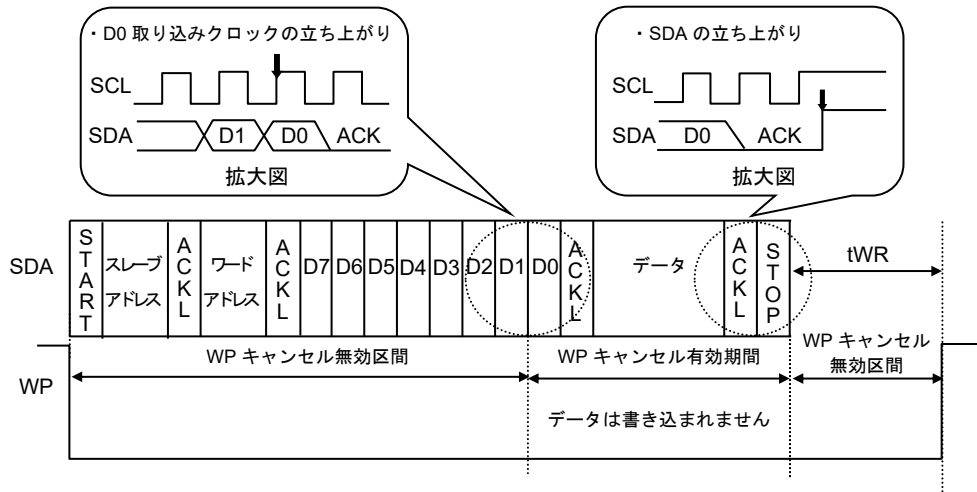 ・D0 取り込みクロックの立ち上がり
SCL
SDA
D1
D0
ACK
拡大図
・SDA の立ち上がり
SCL
SDA
D0
ACK
拡大図
SDA
START
スレーブ
アドレス
ACKL
ワード
アドレス
ACKL
D7
D6
D5
D4
D3
D2
D1
D0
ACKL
データ
ACKL
STOP
tWR
WP
WP キャンセル無効区間
WP キャンセル有効期間
WP キャンセル
無効区間
データは書き込まれません